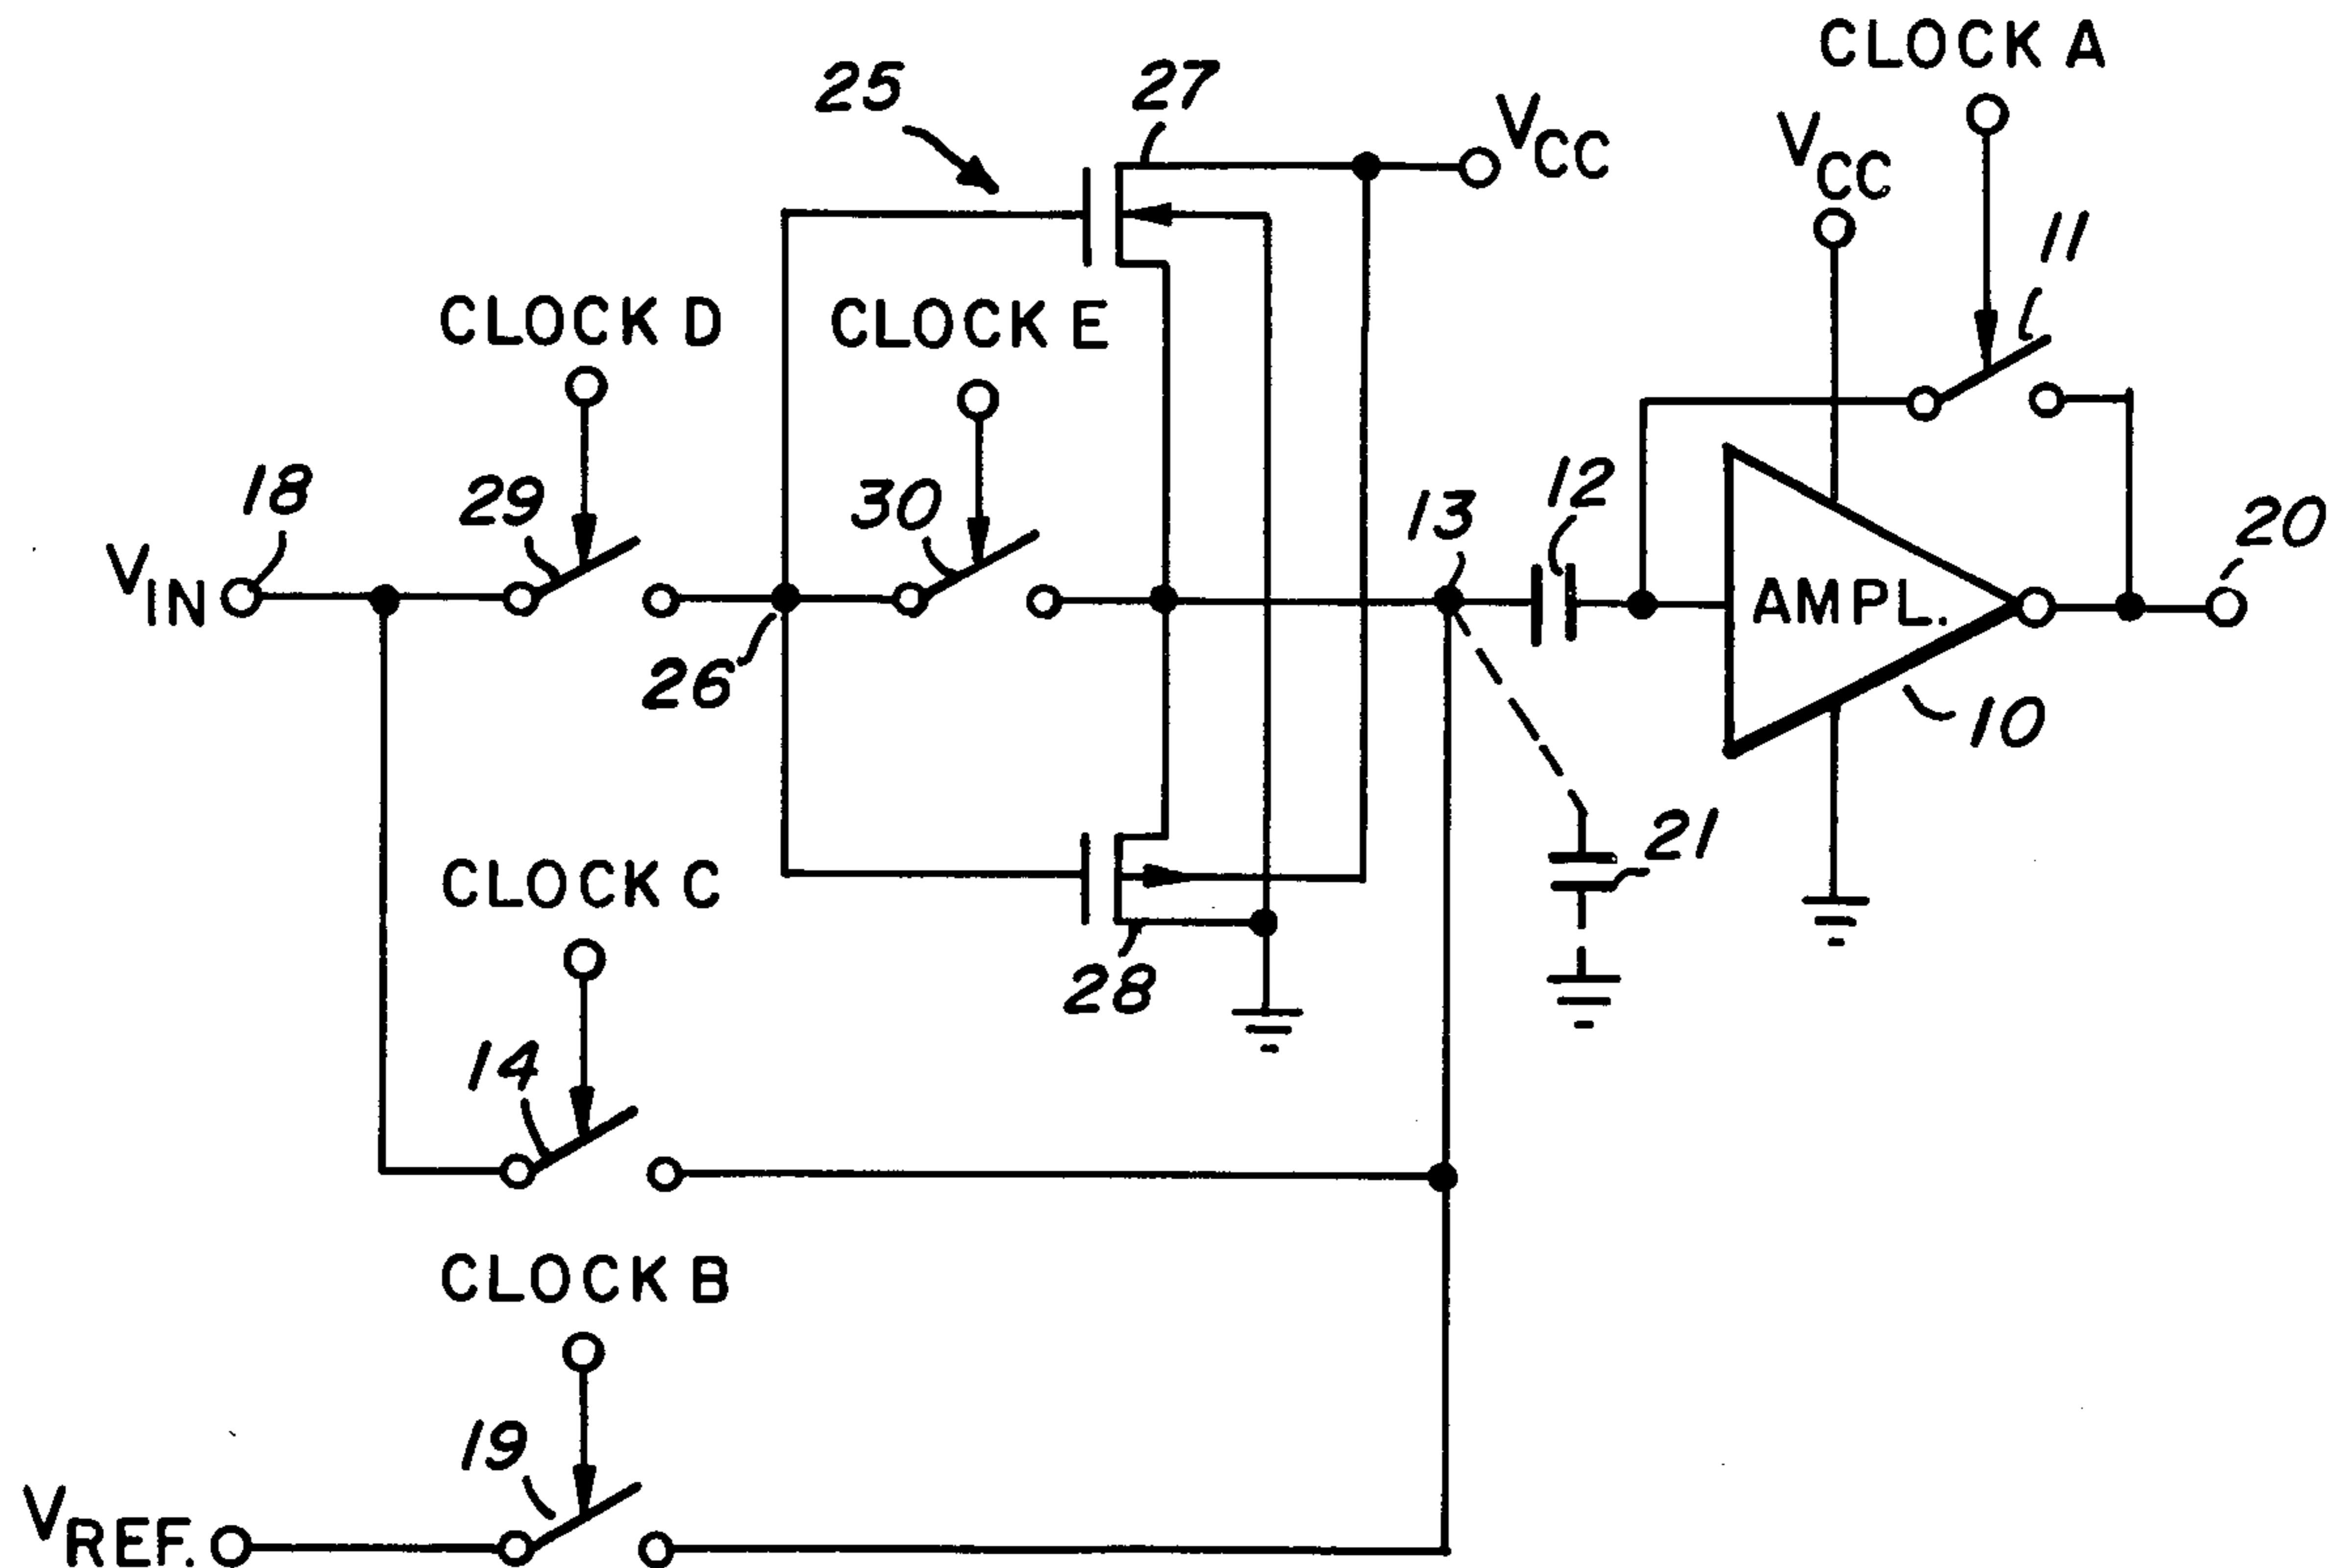 CLOCK A
25
27
VCC
VCC
11
CLOCK D
CLOCK E
18
29
30
13
12
20
VIN
AMPL.
26
10
21
CLOCK C
28
14
CLOCK B
19
VREF.